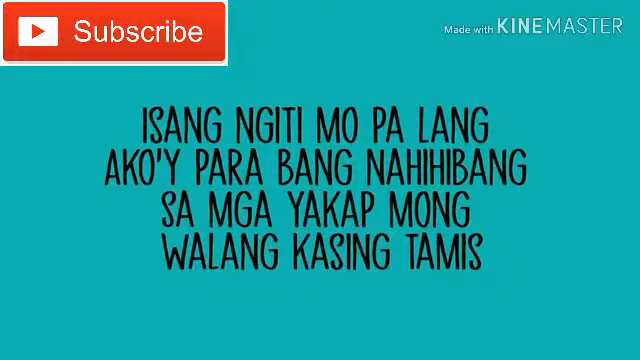 Subscribe
Made with KINEMASTER
ISANG NGITI MO PA LANG
AKO'Y PARA BANG NAHIHIBANG
SA MGA YAKAP MONG
WALANG KASING TAMIS